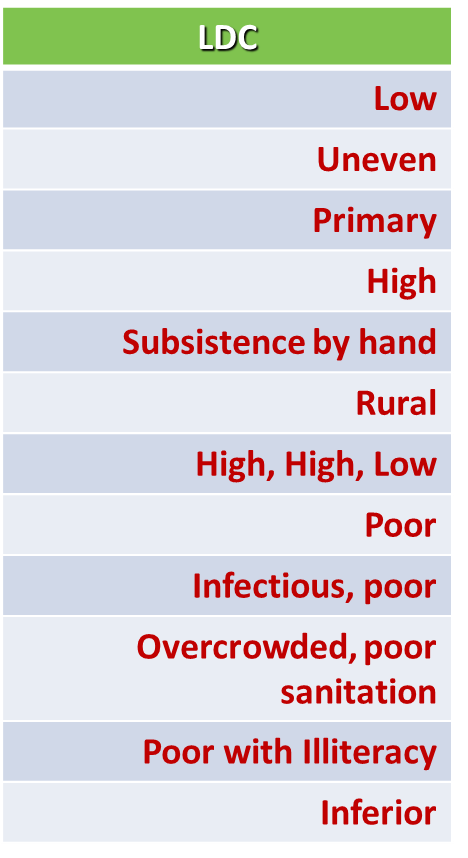 LDC
Low
Uneven
Primary
High
Subsistence by hand
Rural
High, High, Low
Poor
Infectious, poor
Overcrowded, poor
sanitation
Poor with Illiteracy
Inferior